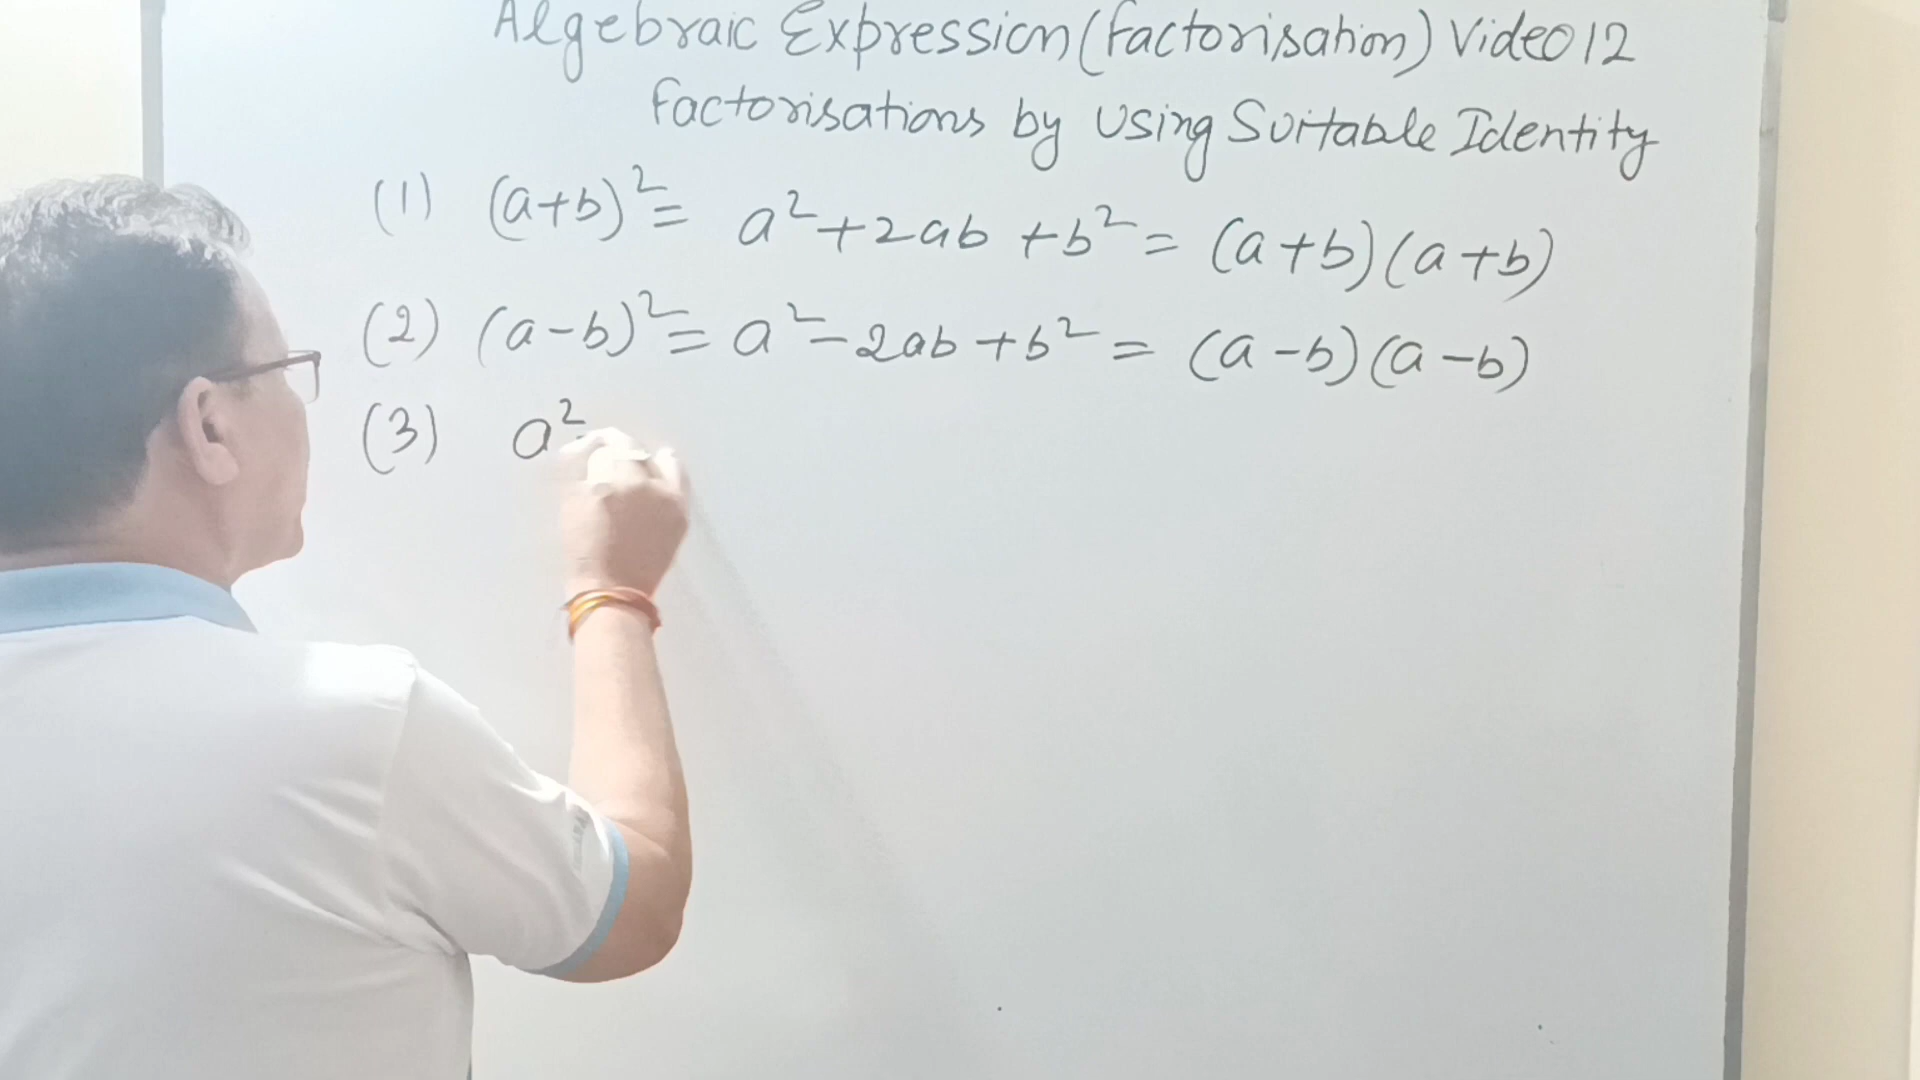 Algebraic Expression (factorisation) Video 12
factorisations by Using Suitable Identity
(1) (a+b)² = a² + 2ab + b² = (a+b)(a+b)
(2) (a-b)² = a² - 2ab + b² = (a-b)(a-b)
(3) a²